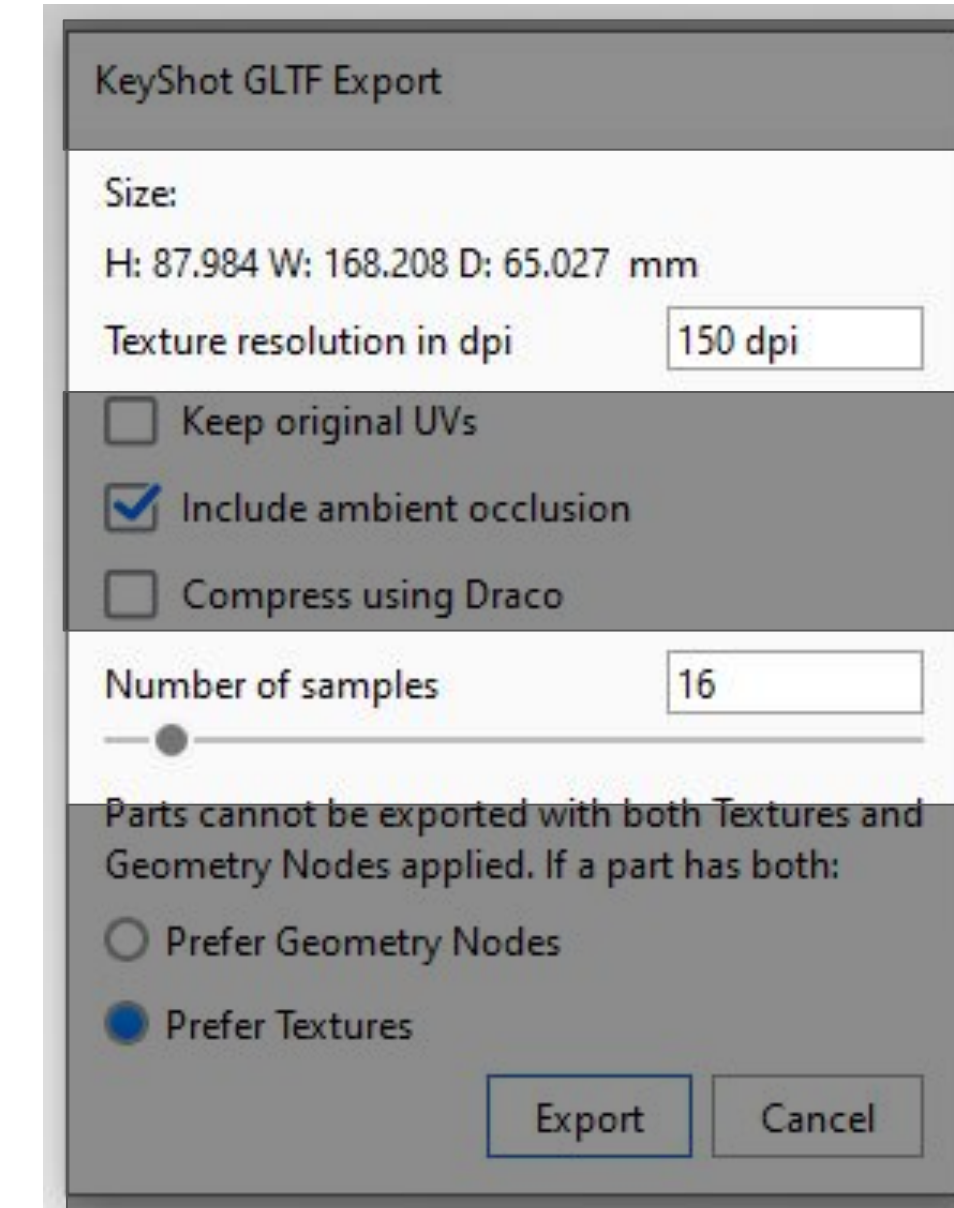 KeyShot GLTF Export
Size:
H: 87.984 W: 168.208 D: 65.027 mm
Texture resolution in dpi 150 dpi
Keep original UVs
Include ambient occlusion
Compress using Draco
Number of samples 16
Parts cannot be exported with both Textures and
Geometry Nodes applied. If a part has both:
Prefer Geometry Nodes
Prefer Textures
Export Cancel